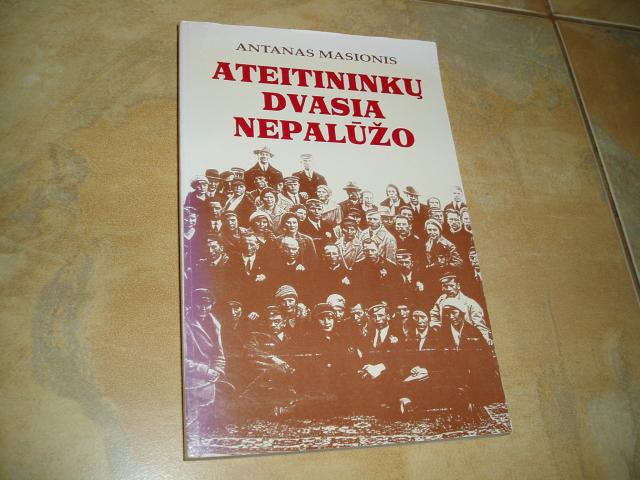 ANTANAS MASIONIS
ATEITININKŲ
DVASIA
NEPALŪŽO